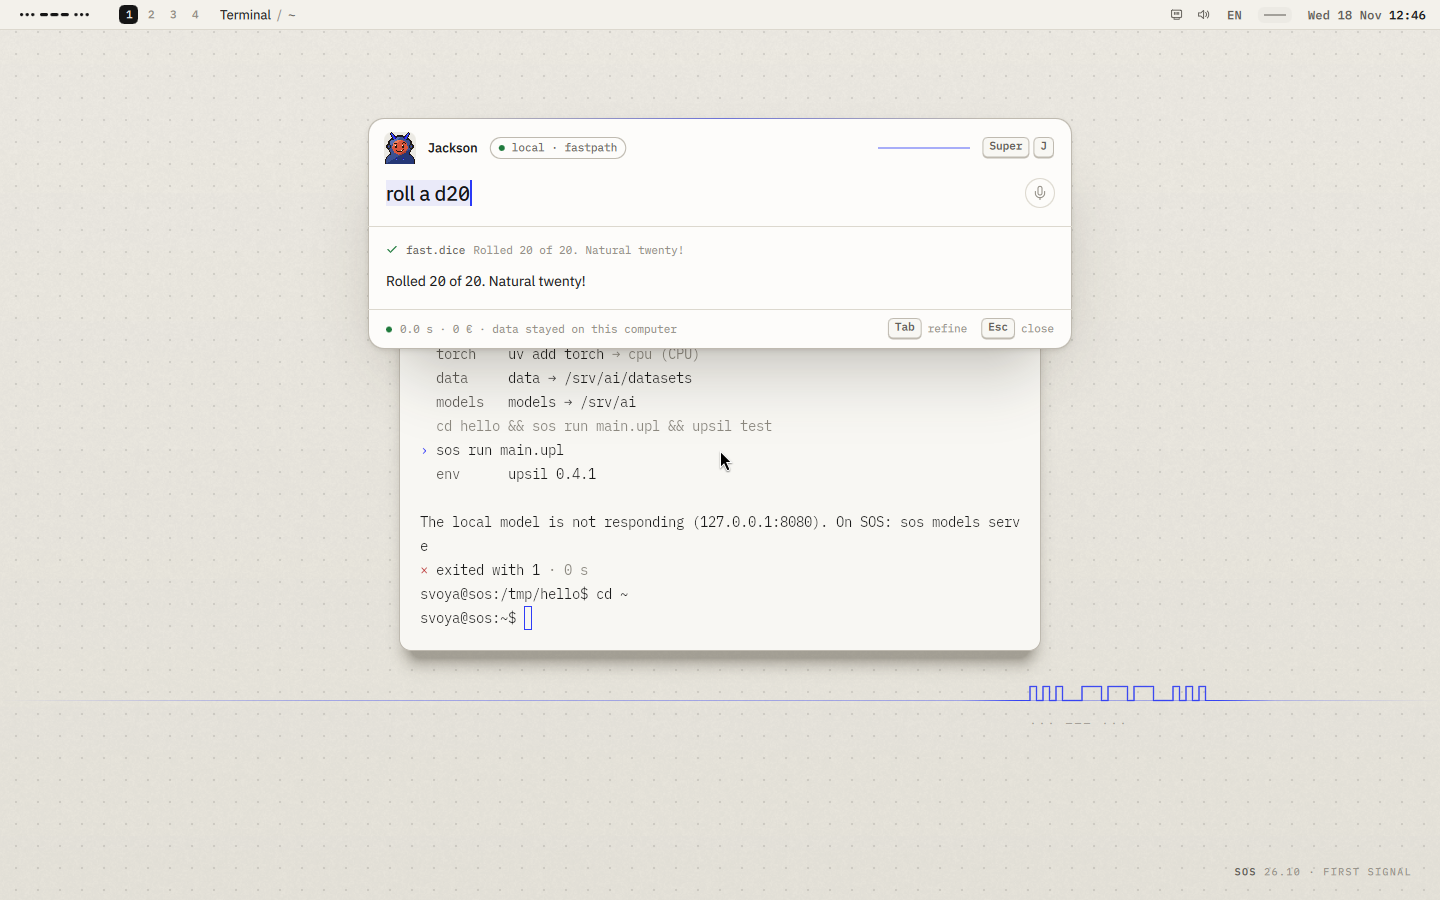 1 2 3 4 Terminal / ~ EN Wed 18 Nov 12:46
Jackson local · fastpath Super J
roll a d20
fast.dice Rolled 20 of 20. Natural twenty!
Rolled 20 of 20. Natural twenty!
0.0 s · 0 € · data stayed on this computer Tab refine Esc close
torch uv add torch → cpu (CPU)
data data → /srv/ai/datasets
models models → /srv/ai
cd hello && sos run main.upl && upsil test
› sos run main.upl
env upsil 0.4.1
The local model is not responding (127.0.0.1:8080). On SOS: sos models serv
e
× exited with 1 · 0 s
svoya@sos:/tmp/hello$ cd ~
svoya@sos:~$
··· −−− ···
SOS 26.10 · FIRST SIGNAL